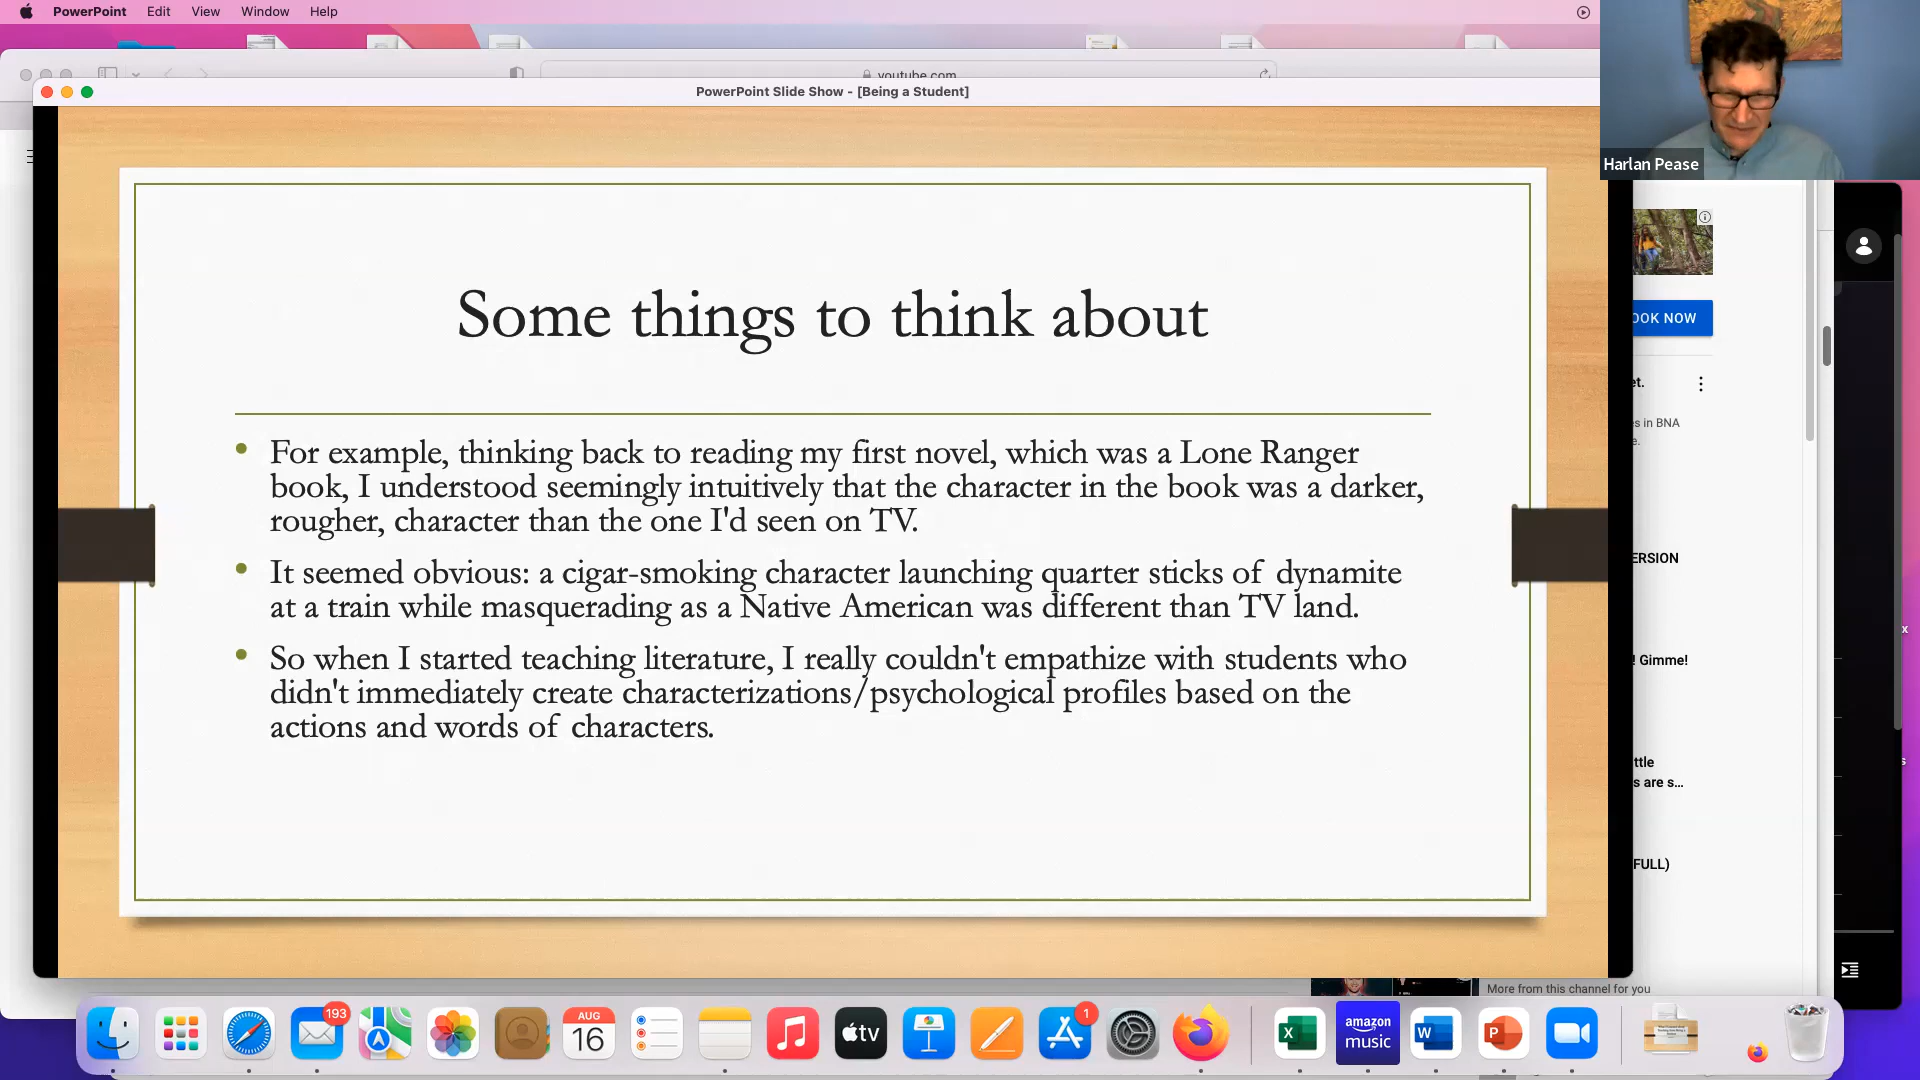 PowerPoint Edit View Window Help
youtube.com
PowerPoint Slide Show - [Being a Student]
Harlan Pease
Some things to think about
• For example, thinking back to reading my first novel, which was a Lone Ranger
book, I understood seemingly intuitively that the character in the book was a darker,
rougher, character than the one I'd seen on TV.
• It seemed obvious: a cigar-smoking character launching quarter sticks of dynamite
at a train while masquerading as a Native American was different than TV land.
• So when I started teaching literature, I really couldn't empathize with students who
didn't immediately create characterizations/psychological profiles based on the
actions and words of characters.
OOK NOW
et.
es in BNA
e.
ERSION
! Gimme!
ttle
s are s...
FULL)
x
s
More from this channel for you
193
AUG
16
tv
1
X
amazon
music
W
P